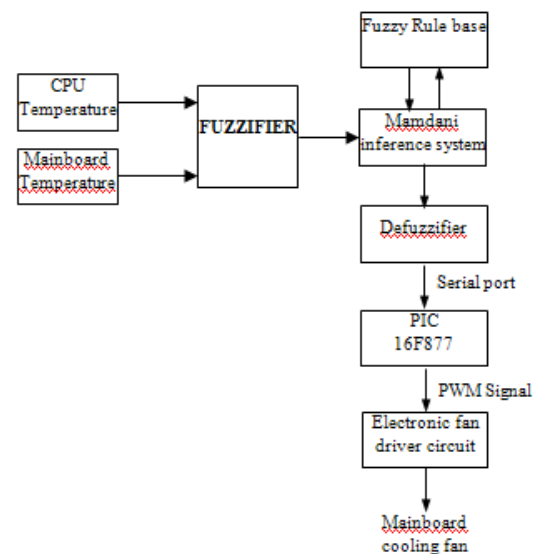 Fuzzy Rule base
CPU
Temperature
FUZZIFIER
Mamdani
inference system
Mainboard
Temperature
Defuzzifier
Serial port
PIC
16F877
PWM Signal
Electronic fan
driver circuit
Mainboard
cooling fan